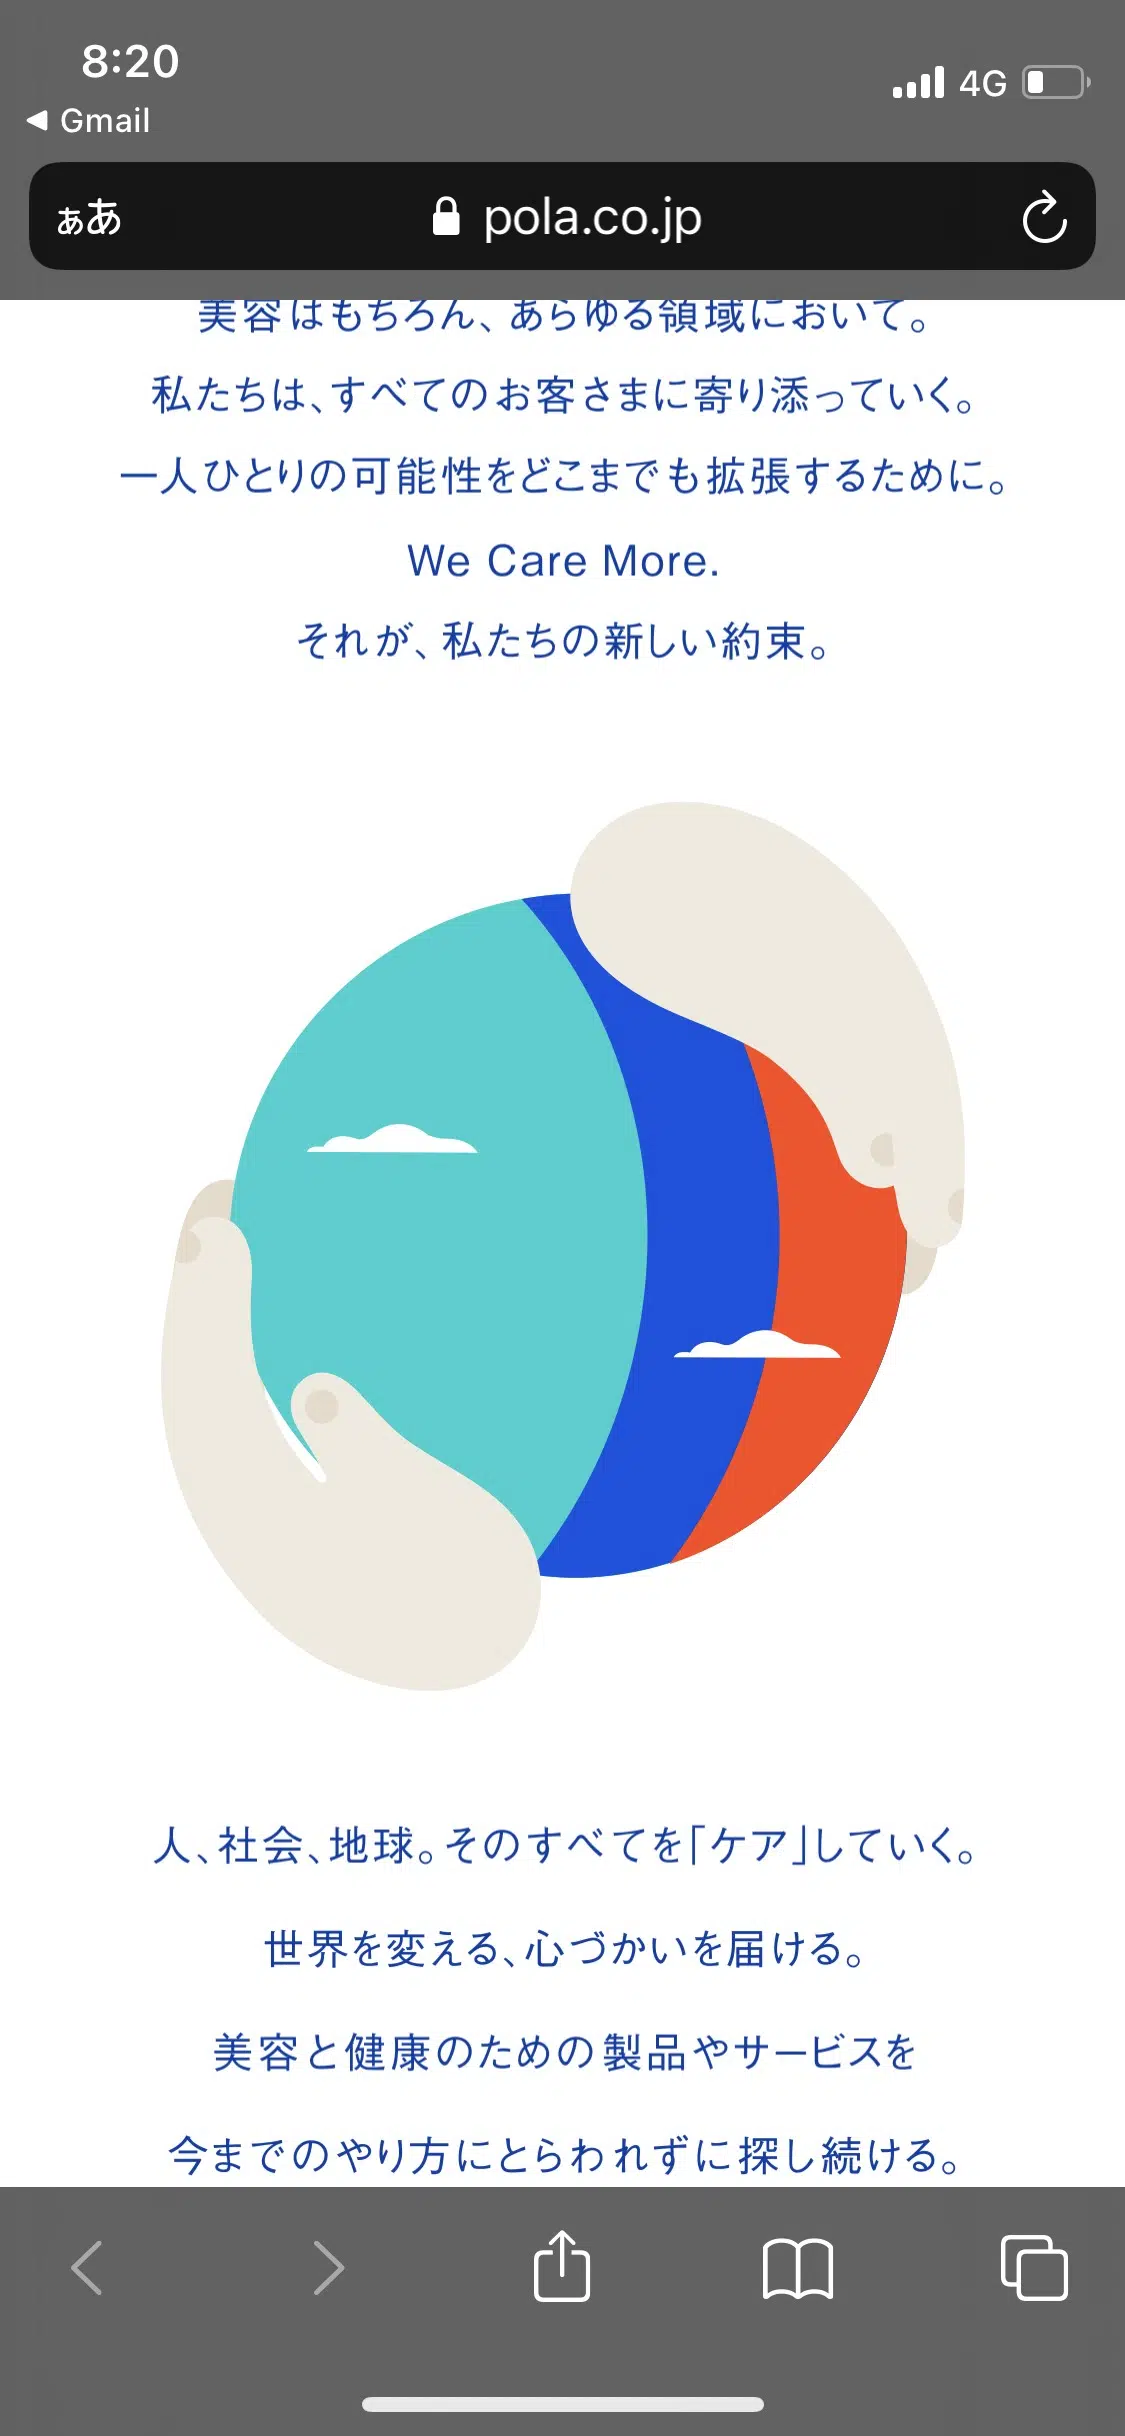 8:20
4G
◀ Gmail
ぁあ pola.co.jp
美容はもちろん、あらゆる領域において。
私たちは、すべてのお客さまに寄り添っていく。
一人ひとりの可能性をどこまでも拡張するために。
We Care More.
それが、私たちの新しい約束。
人、社会、地球。そのすべてを「ケア」していく。
世界を変える、心づかいを届ける。
美容と健康のための製品やサービスを
今までのやり方にとらわれずに探し続ける。